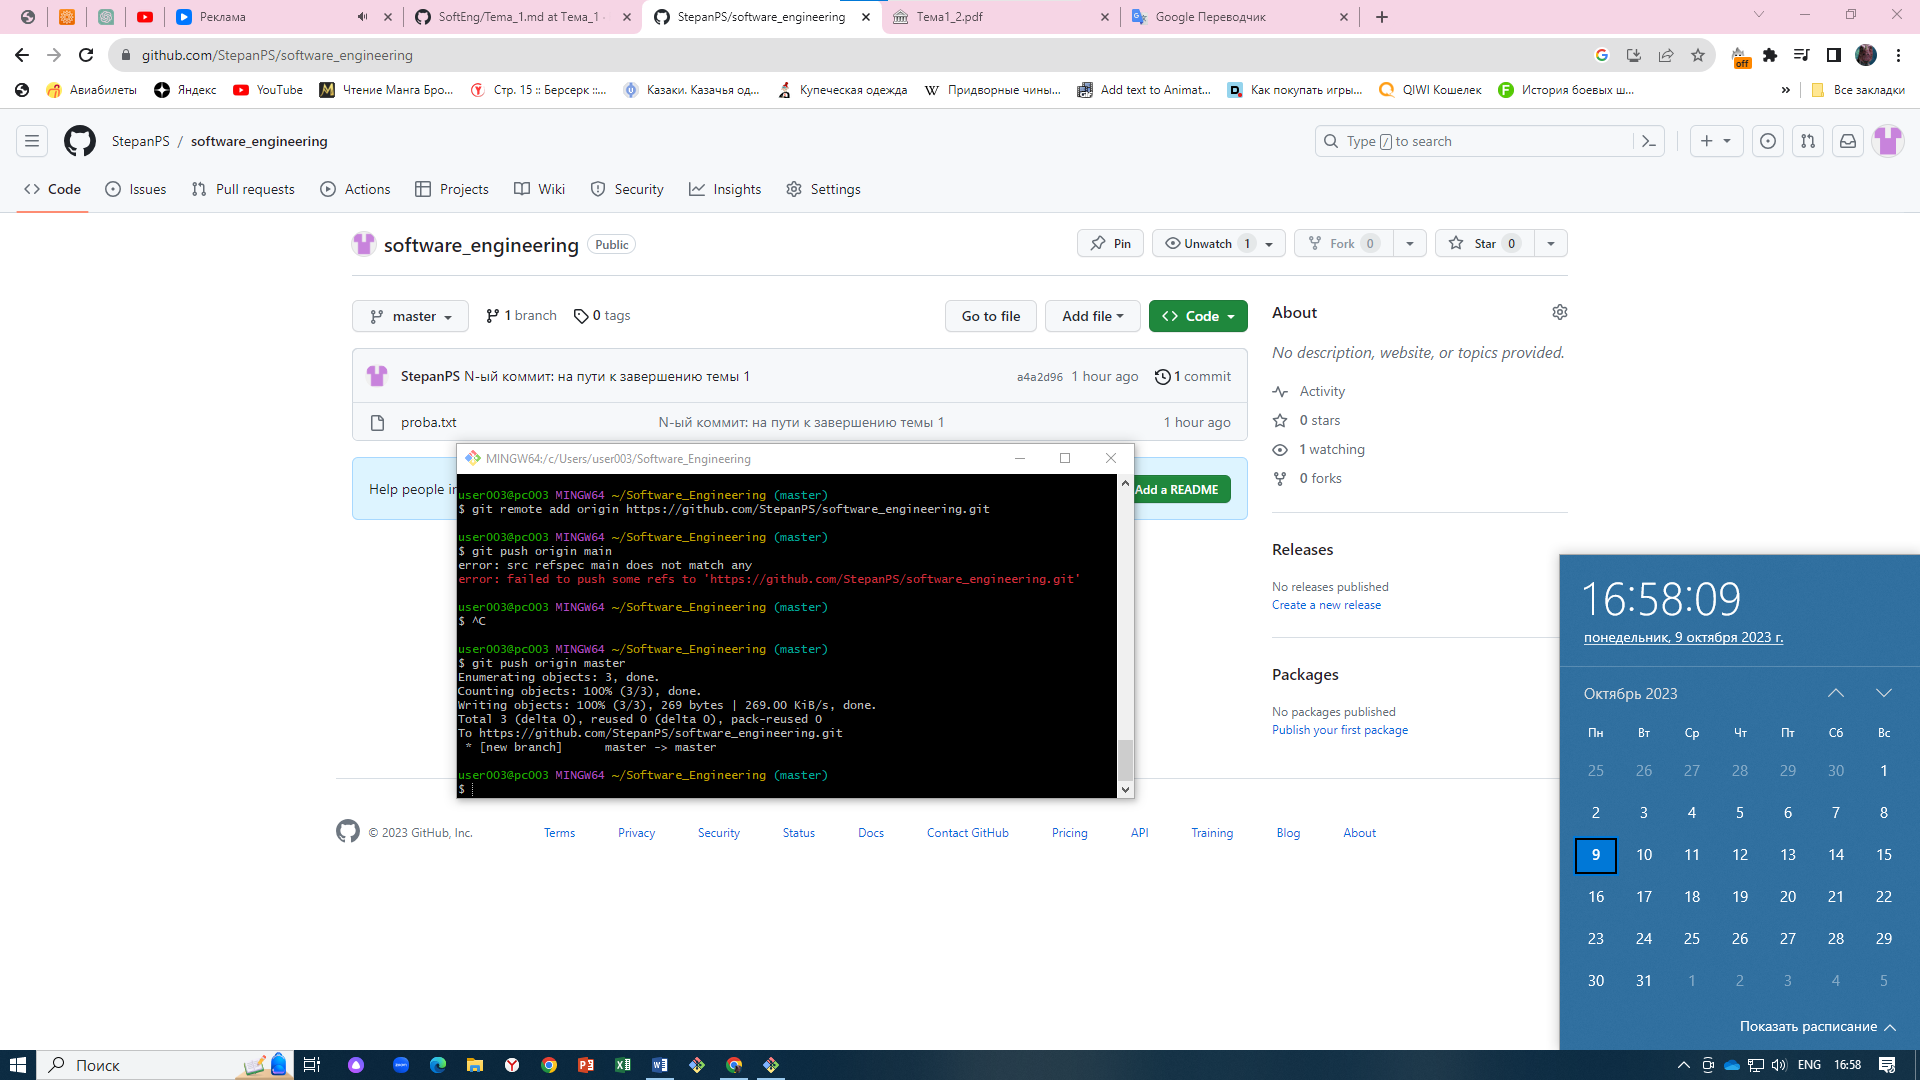 Реклама
SoftEng/Tema_1.md at Тема_1 ·
StepanPS/software_engineering
Тема1_2.pdf
Google Переводчик
github.com/StepanPS/software_engineering
off
Авиабилеты
Яндекс
YouTube
Чтение Манга Бро...
Стр. 15 :: Берсерк ::...
Казаки. Казачья од...
Купеческая одежда
Придворные чины...
Add text to Animat...
Как покупать игры...
QIWI Кошелек
История боевых ш...
»
Все закладки
StepanPS / software_engineering
Type / to search
Code
Issues
Pull requests
Actions
Projects
Wiki
Security
Insights
Settings
software_engineering
Public
Pin
Unwatch 1
Fork 0
Star 0
master
1 branch
0 tags
Go to file
Add file
Code
StepanPS N-ый коммит: на пути к завершению темы 1
a4a2d96 1 hour ago
1 commit
proba.txt
N-ый коммит: на пути к завершению темы 1
1 hour ago
Help people in
Add a README
About
No description, website, or topics provided.
Activity
0 stars
1 watching
0 forks
Releases
No releases published
Create a new release
Packages
No packages published
Publish your first package
MINGW64:/c/Users/user003/Software_Engineering
user003@pc003 MINGW64 ~/Software_Engineering (master)
$ git remote add origin https://github.com/StepanPS/software_engineering.git
user003@pc003 MINGW64 ~/Software_Engineering (master)
$ git push origin main
error: src refspec main does not match any
error: failed to push some refs to 'https://github.com/StepanPS/software_engineering.git'
user003@pc003 MINGW64 ~/Software_Engineering (master)
$ ^C
user003@pc003 MINGW64 ~/Software_Engineering (master)
$ git push origin master
Enumerating objects: 3, done.
Counting objects: 100% (3/3), done.
Writing objects: 100% (3/3), 269 bytes | 269.00 KiB/s, done.
Total 3 (delta 0), reused 0 (delta 0), pack-reused 0
To https://github.com/StepanPS/software_engineering.git
* [new branch] master -> master
user003@pc003 MINGW64 ~/Software_Engineering (master)
$
© 2023 GitHub, Inc.
Terms
Privacy
Security
Status
Docs
Contact GitHub
Pricing
API
Training
Blog
About
16:58:09
понедельник, 9 октября 2023 г.
Октябрь 2023
Пн Вт Ср Чт Пт Сб Вс
25 26 27 28 29 30 1
2 3 4 5 6 7 8
9 10 11 12 13 14 15
16 17 18 19 20 21 22
23 24 25 26 27 28 29
30 31 1 2 3 4 5
Показать расписание
Поиск
ENG
16:58